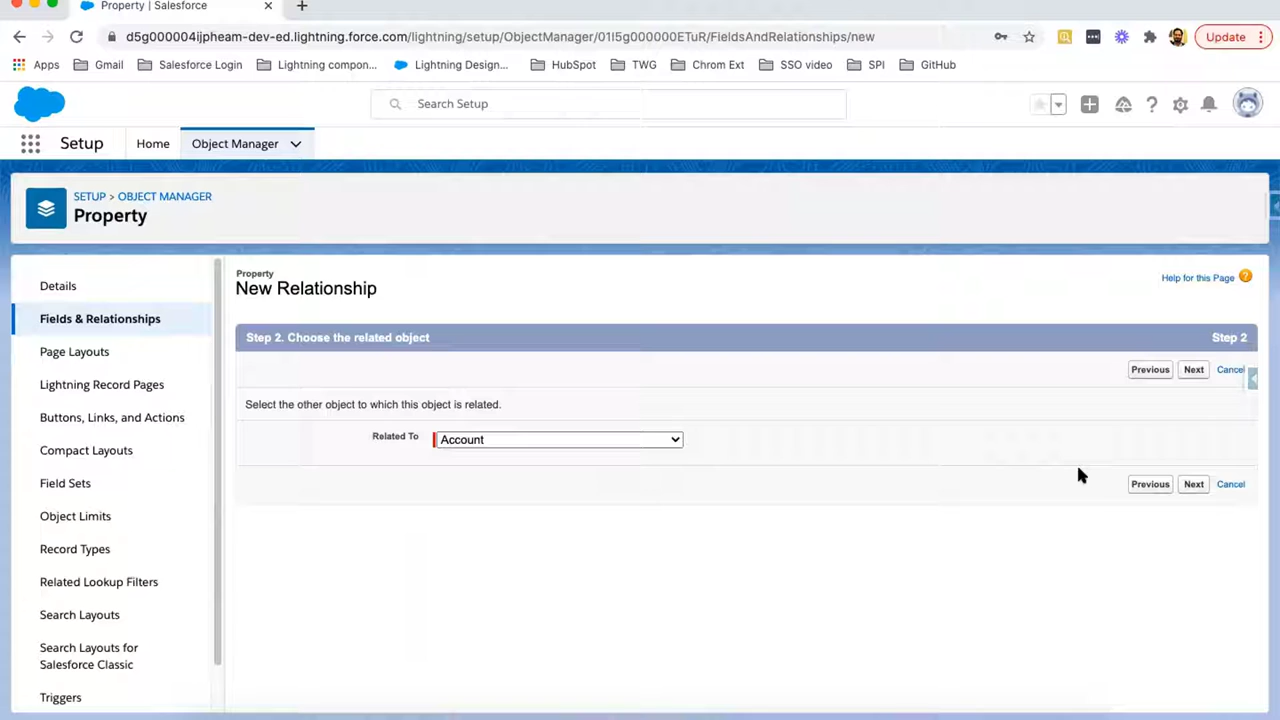 Property | Salesforce
Update
d5g000004ijpheam-dev-ed.lightning.force.com/lightning/setup/ObjectManager/01I5g000000ETuR/FieldsAndRelationships/new
Apps Gmail Salesforce Login Lightning compon... Lightning Design... HubSpot TWG Chrom Ext SSO video SPI GitHub
Search Setup
Setup Home Object Manager
SETUP > OBJECT MANAGER
Property
Details
Fields & Relationships
Page Layouts
Lightning Record Pages
Buttons, Links, and Actions
Compact Layouts
Field Sets
Object Limits
Record Types
Related Lookup Filters
Search Layouts
Search Layouts for
Salesforce Classic
Triggers
Property
New Relationship
Help for this Page
Step 2. Choose the related object Step 2
Previous Next Cancel
Select the other object to which this object is related.
Related To Account
Previous Next Cancel